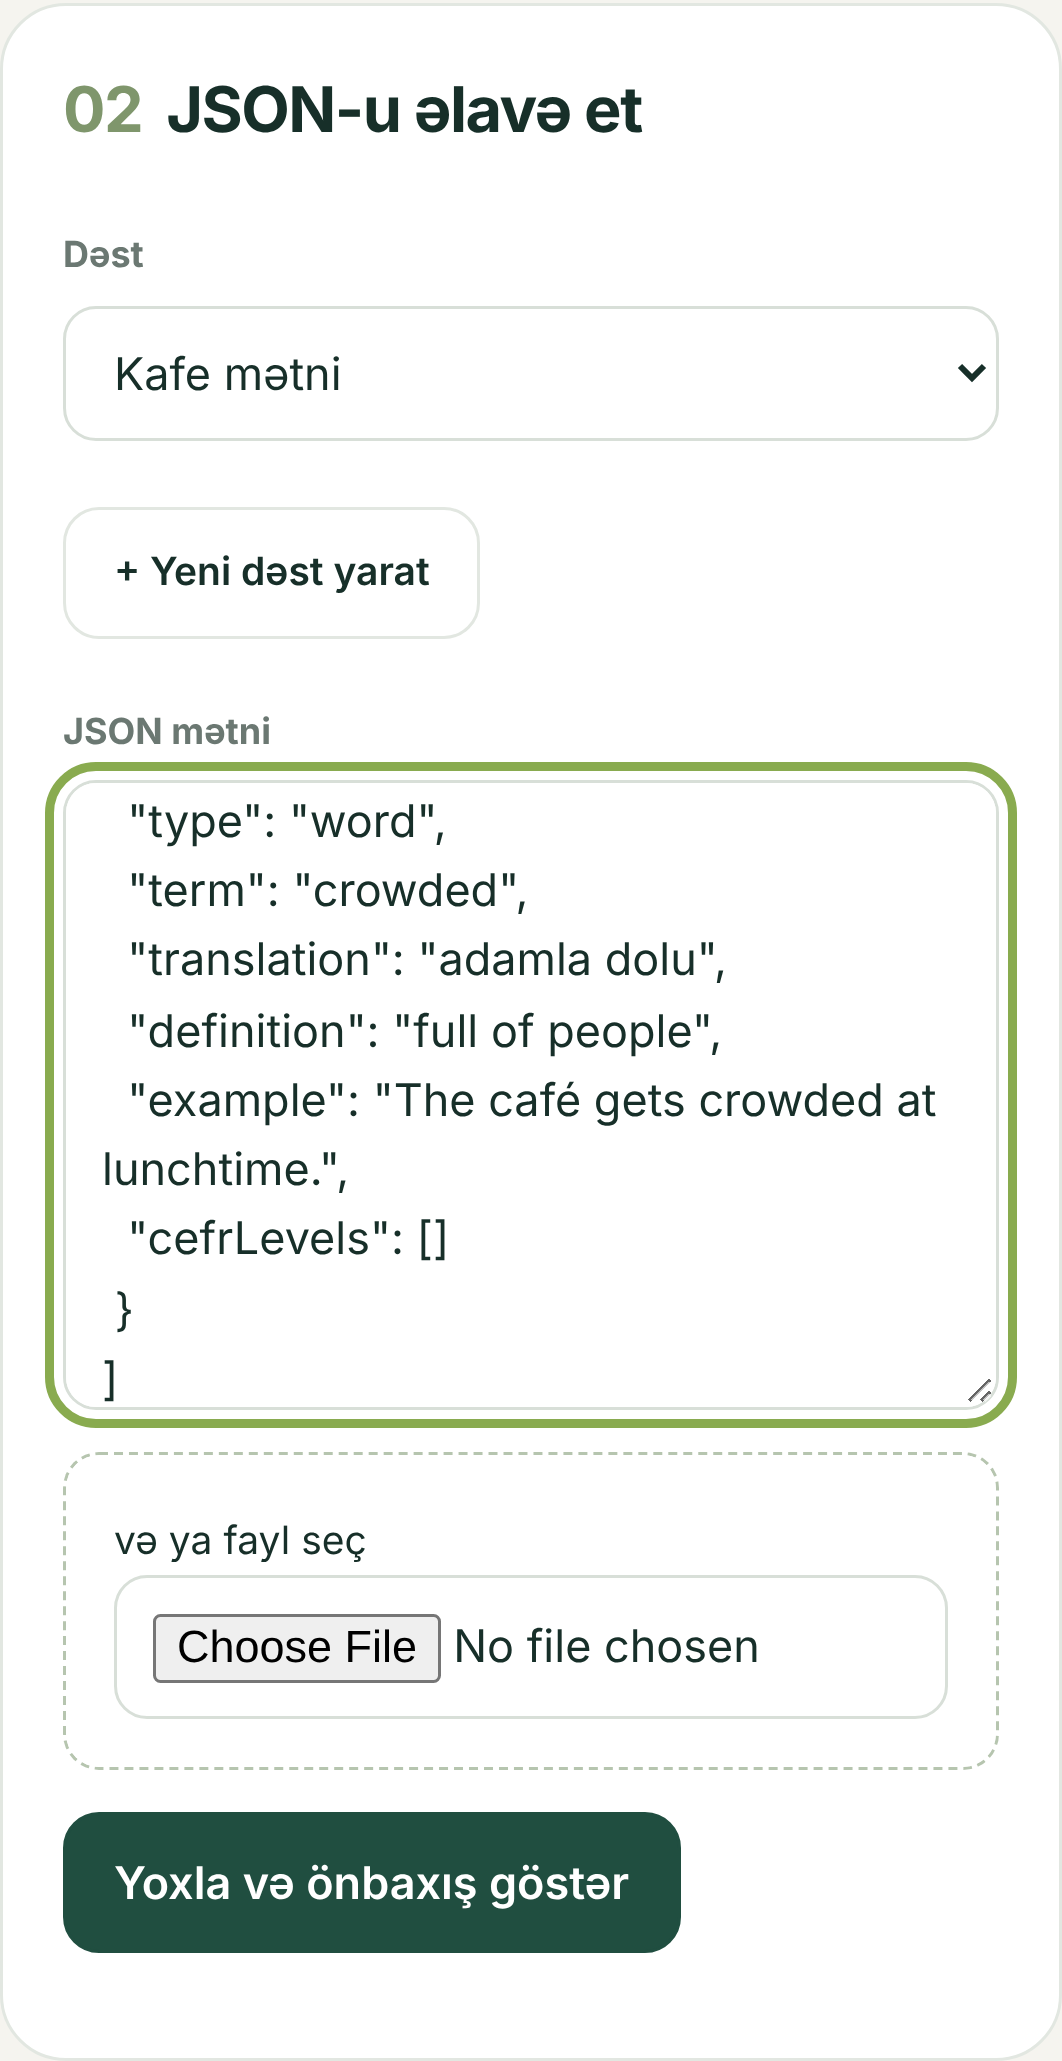 02 JSON-u əlavə et
Dəst
Kafe mətni
+ Yeni dəst yarat
JSON mətni
"type": "word",
"term": "crowded",
"translation": "adamla dolu",
"definition": "full of people",
"example": "The café gets crowded at
lunchtime.",
"cefrLevels": []
}
]
və ya fayl seç
Choose File No file chosen
Yoxla və önbaxış göstər